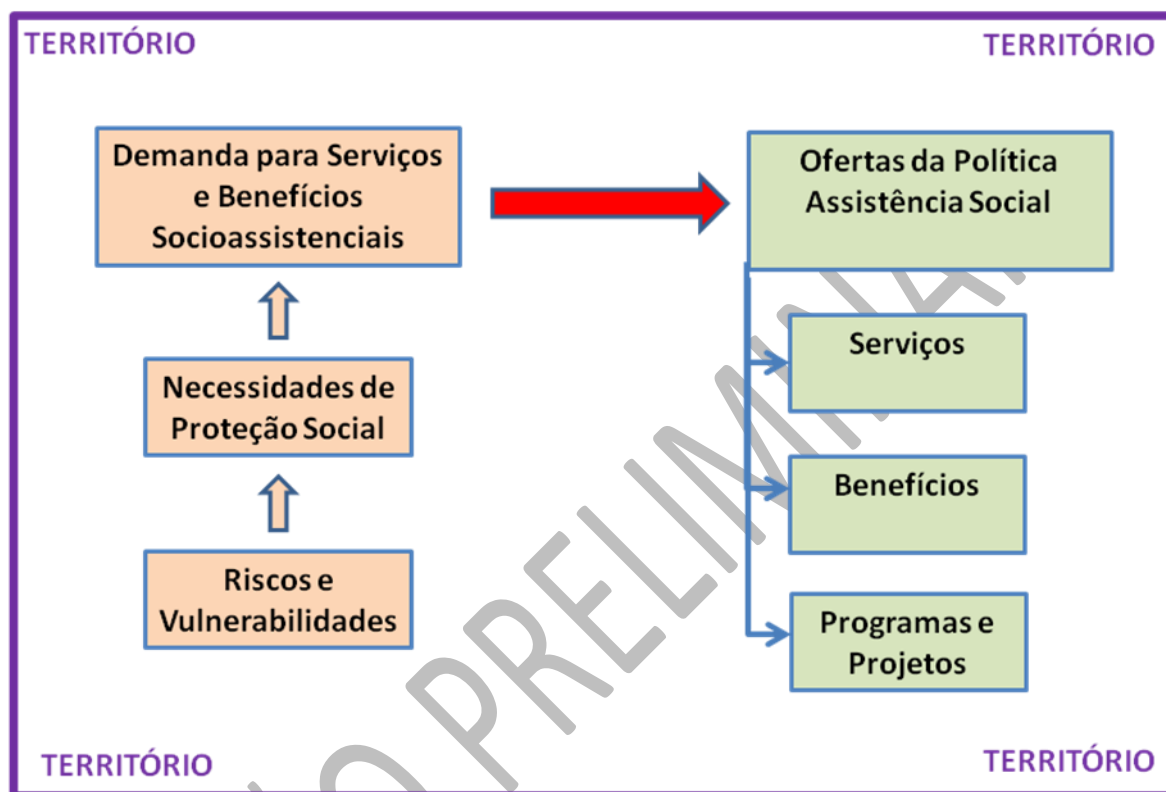 TERRITÓRIO
TERRITÓRIO
Demanda para Serviços
e Benefícios
Socioassistenciais
Ofertas da Política
Assistência Social
Serviços
Necessidades de
Proteção Social
Benefícios
Riscos e
Vulnerabilidades
Programas e
Projetos
TERRITÓRIO
TERRITÓRIO